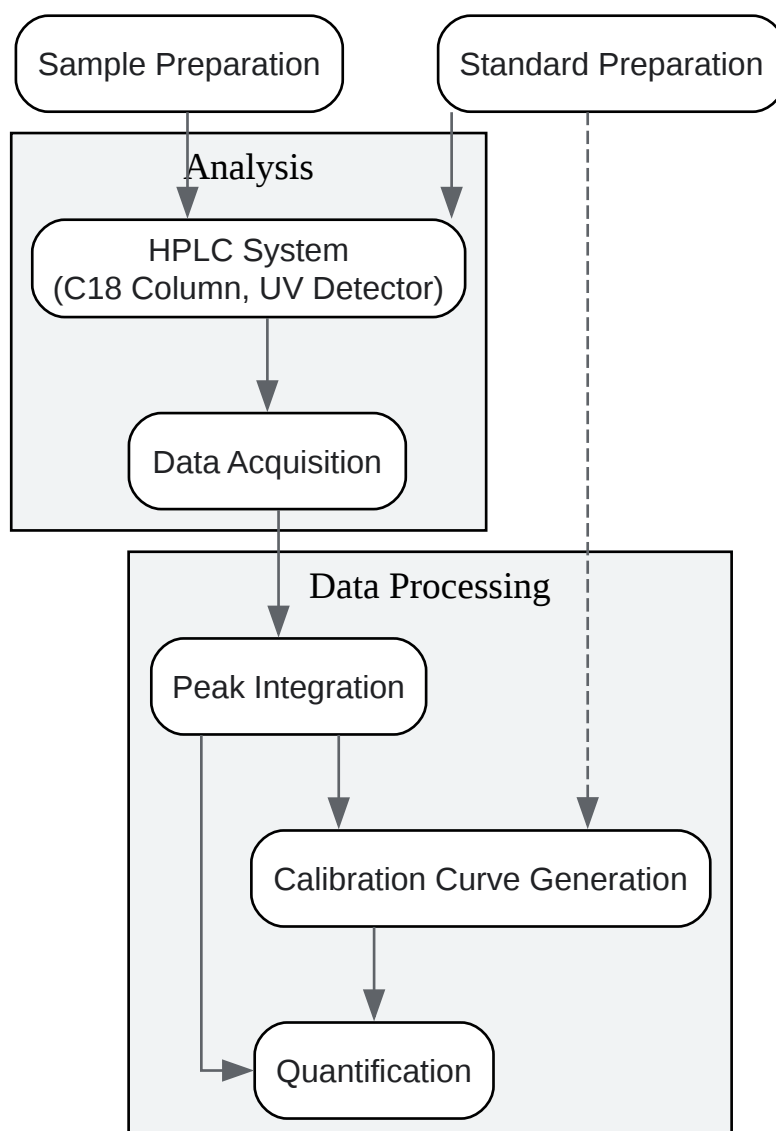 Sample Preparation
Standard Preparation
Analysis
HPLC System
(C18 Column, UV Detector)
Data Acquisition
Data Processing
Peak Integration
Calibration Curve Generation
Quantification